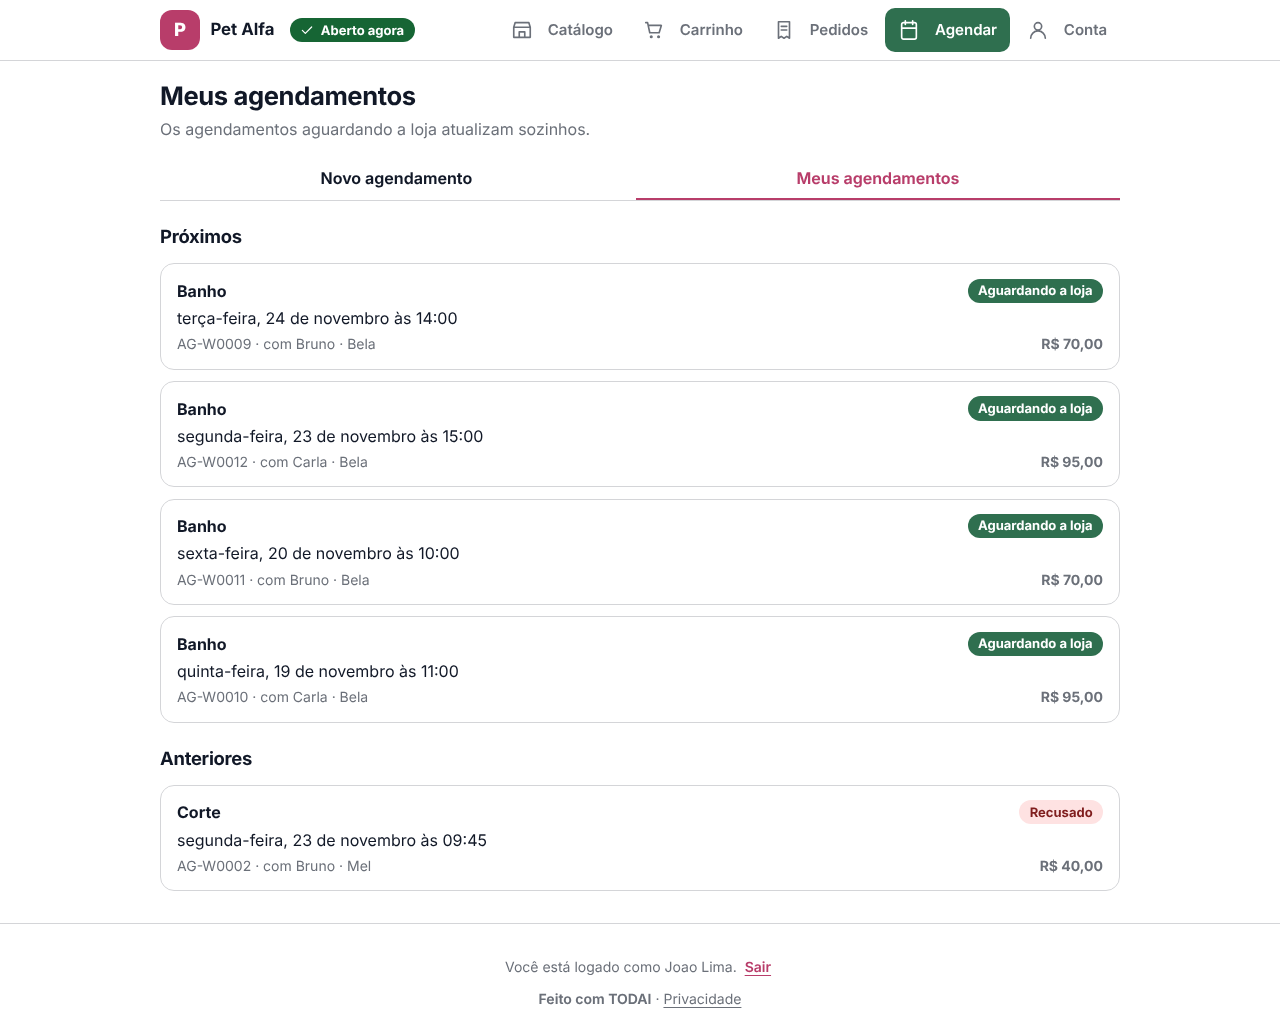 P Pet Alfa Aberto agora Catálogo Carrinho Pedidos Agendar Conta
Meus agendamentos
Os agendamentos aguardando a loja atualizam sozinhos.
Novo agendamento Meus agendamentos
Próximos
Banho Aguardando a loja
terça-feira, 24 de novembro às 14:00
AG-W0009 · com Bruno · Bela R$ 70,00
Banho Aguardando a loja
segunda-feira, 23 de novembro às 15:00
AG-W0012 · com Carla · Bela R$ 95,00
Banho Aguardando a loja
sexta-feira, 20 de novembro às 10:00
AG-W0011 · com Bruno · Bela R$ 70,00
Banho Aguardando a loja
quinta-feira, 19 de novembro às 11:00
AG-W0010 · com Carla · Bela R$ 95,00
Anteriores
Corte Recusado
segunda-feira, 23 de novembro às 09:45
AG-W0002 · com Bruno · Mel R$ 40,00
Você está logado como Joao Lima. Sair
Feito com TODAI · Privacidade